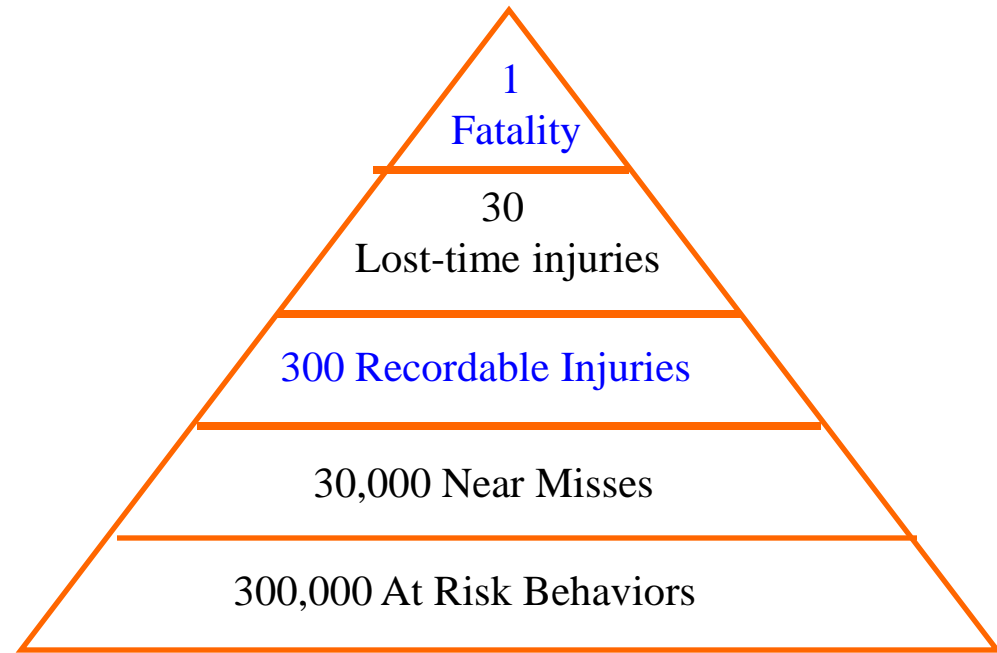 1
Fatality
30
Lost-time injuries
300 Recordable Injuries
30,000 Near Misses
300,000 At Risk Behaviors